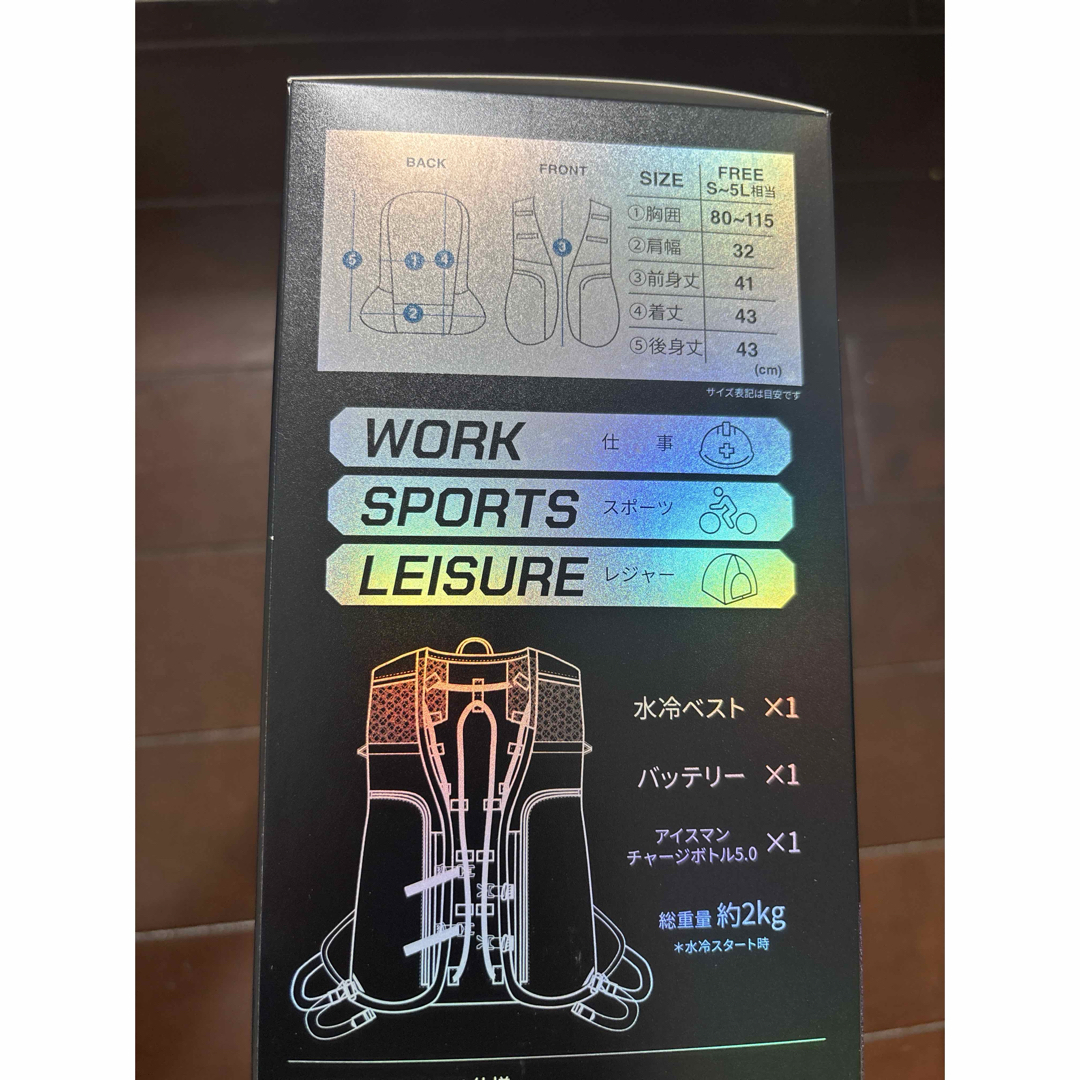 BACK
FRONT
5
1
4
2
3
SIZE
FREE
S~5L相当
①胸囲 80~115
②肩幅 32
③前身丈 41
④着丈 43
⑤後身丈 43
(cm)
サイズ表記は目安です
WORK 仕 事
SPORTS スポーツ
LEISURE レジャー
水冷ベスト ×1
バッテリー ×1
アイスマン
チャージボトル5.0 ×1
総重量 約2kg
*水冷スタート時